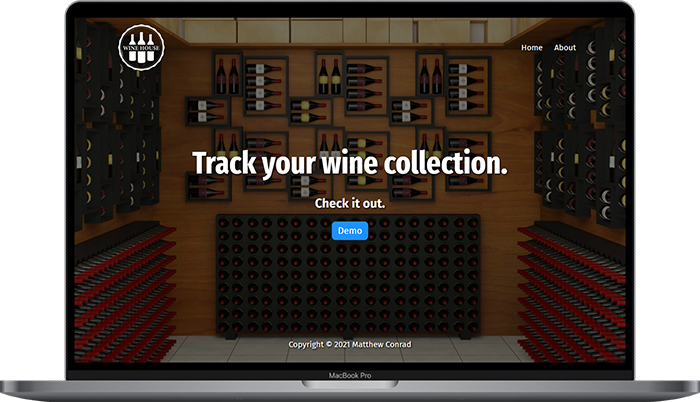 WINE HOUSE
Home About
Track your wine collection.
Check it out.
Demo
Copyright © 2021 Matthew Conrad
MacBook Pro